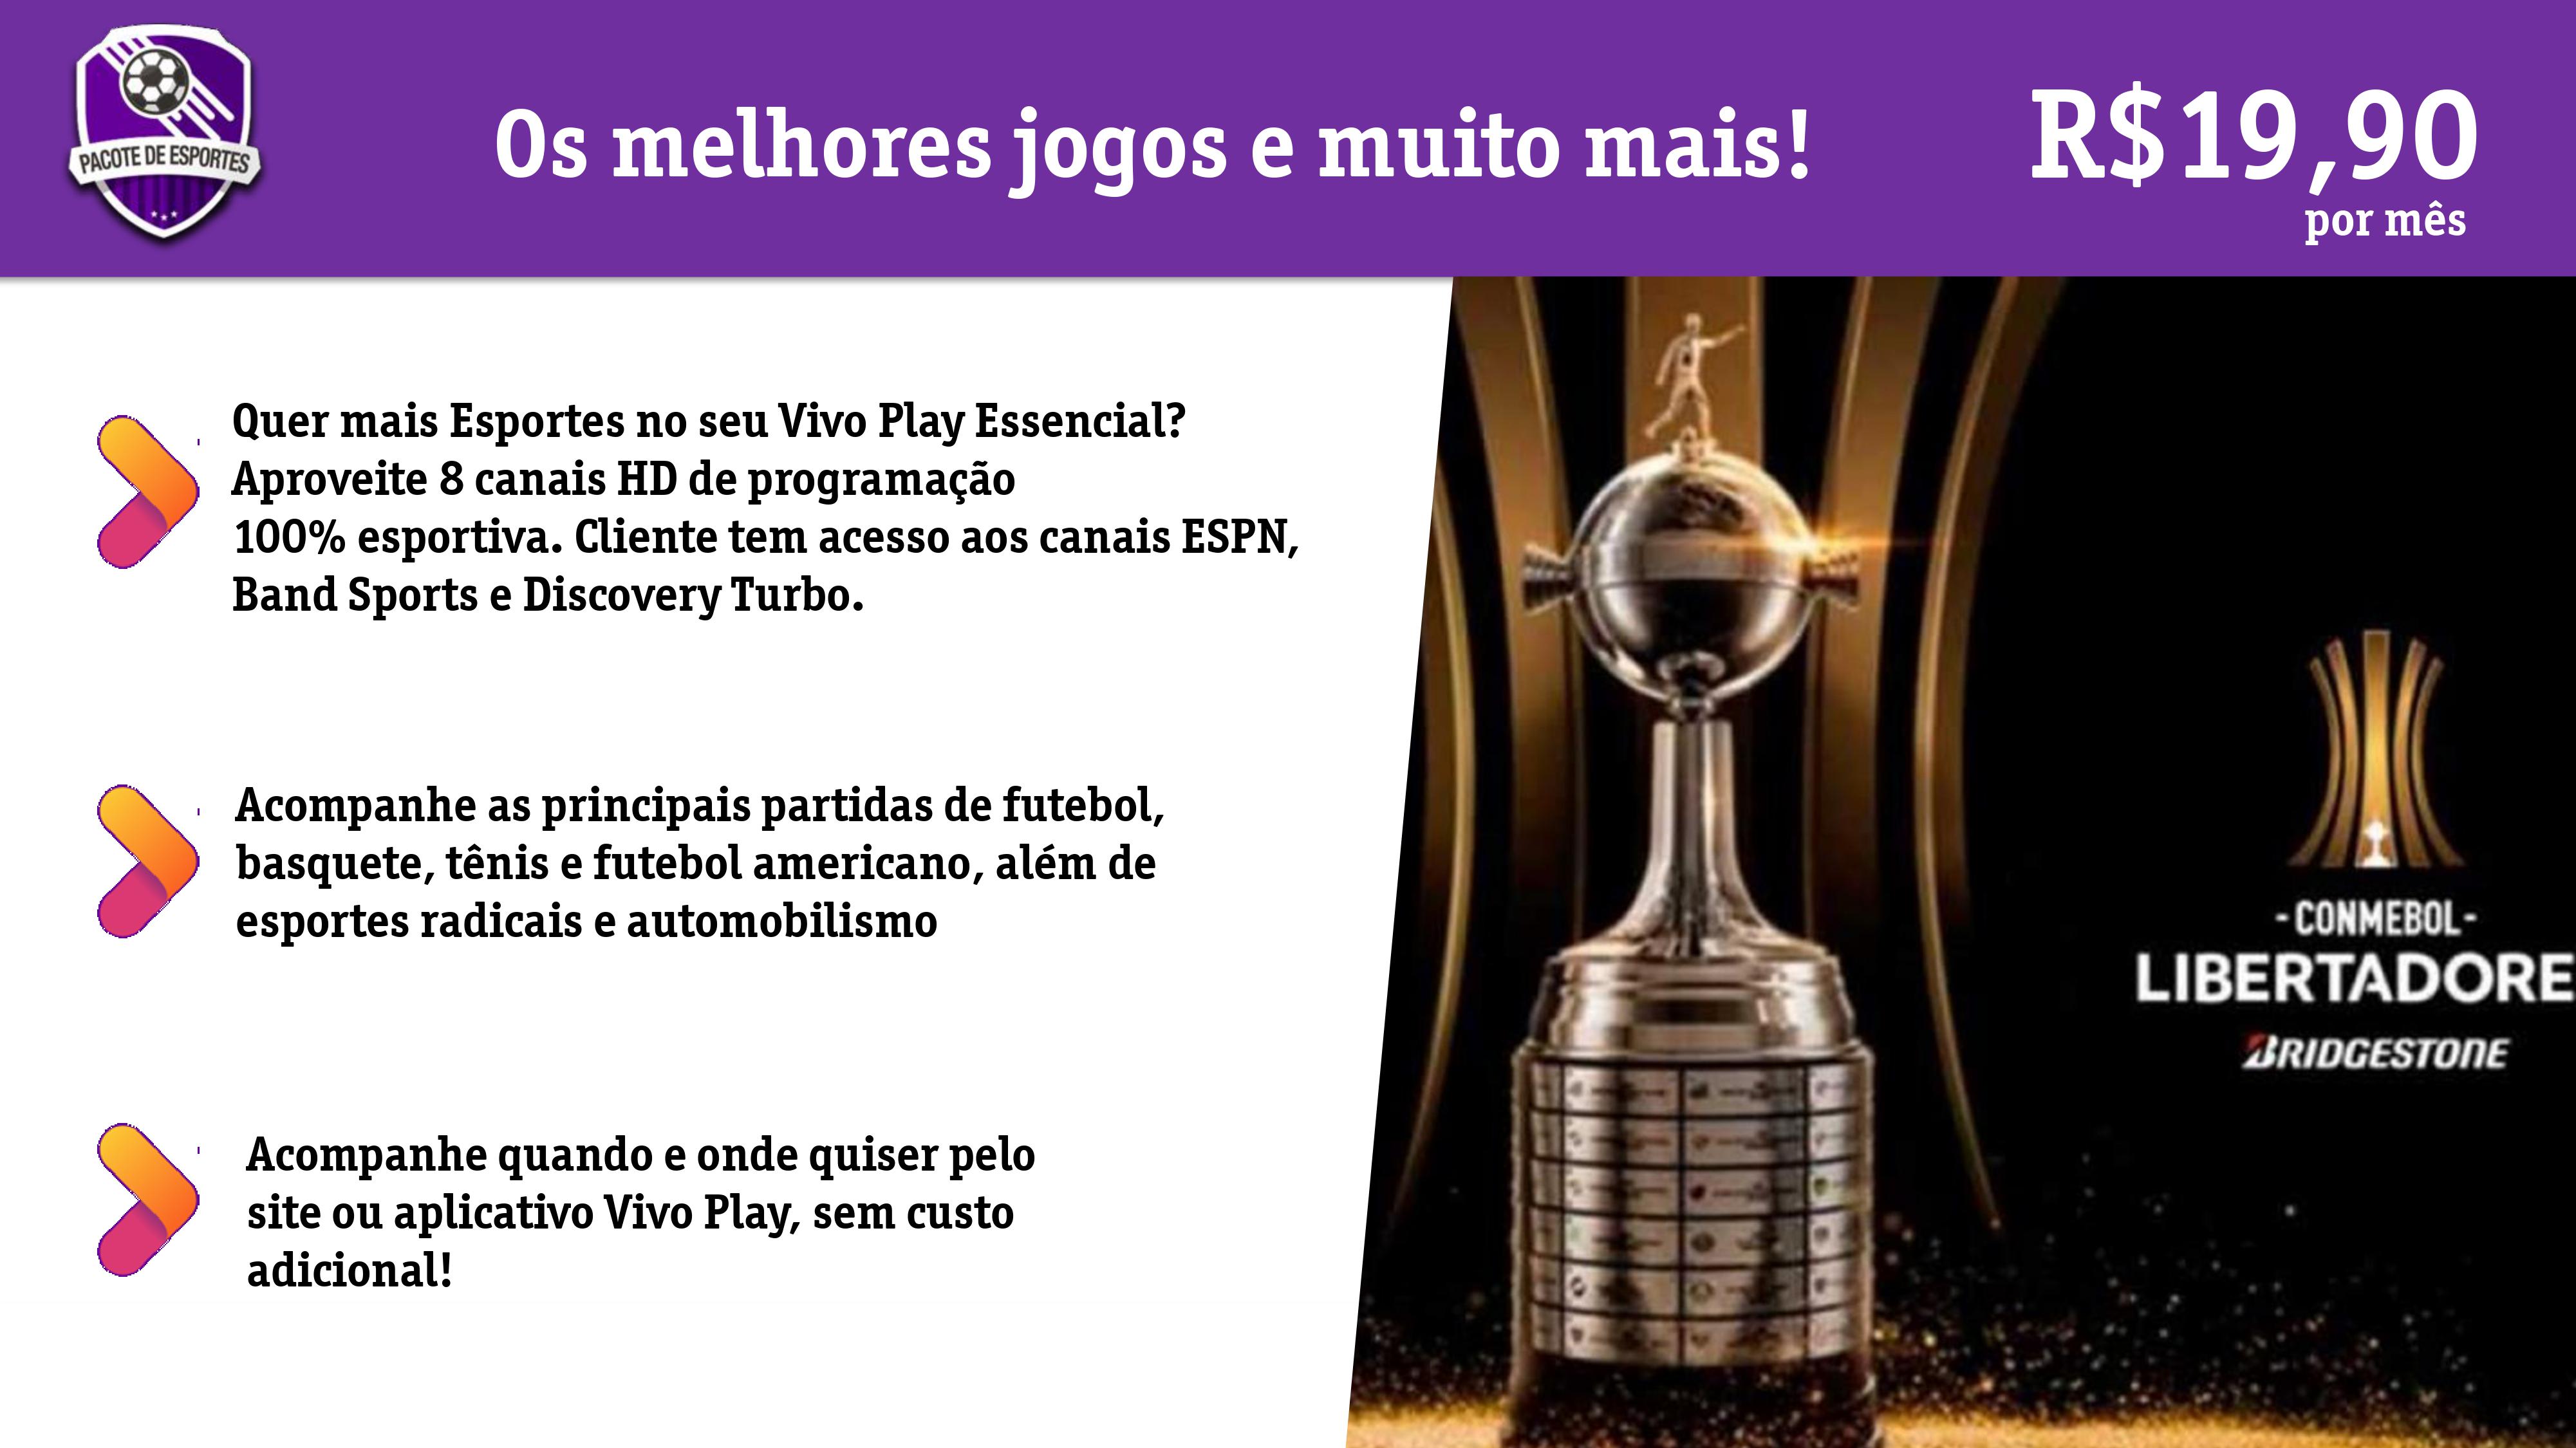 PACOTE DE ESPORTES
Os melhores jogos e muito mais!
R$19,90
por mês
Quer mais Esportes no seu Vivo Play Essencial?
Aproveite 8 canais HD de programação
100% esportiva. Cliente tem acesso aos canais ESPN,
Band Sports e Discovery Turbo.
Acompanhe as principais partidas de futebol,
basquete, tênis e futebol americano, além de
esportes radicais e automobilismo
Acompanhe quando e onde quiser pelo
site ou aplicativo Vivo Play, sem custo
adicional!
-CONMEBOL-
LIBERTADORE
BRIDGESTONE